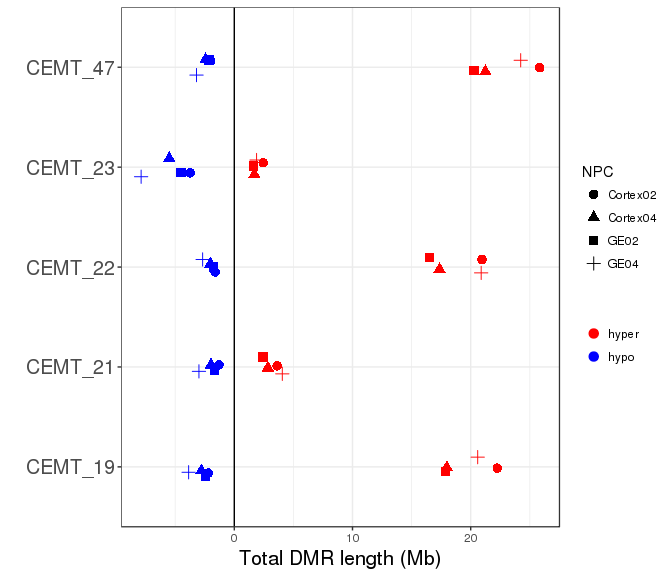 CEMT_47
CEMT_23
CEMT_22
CEMT_21
CEMT_19
0 10 20
Total DMR length (Mb)
NPC
Cortex02
Cortex04
GE02
GE04
hyper
hypo